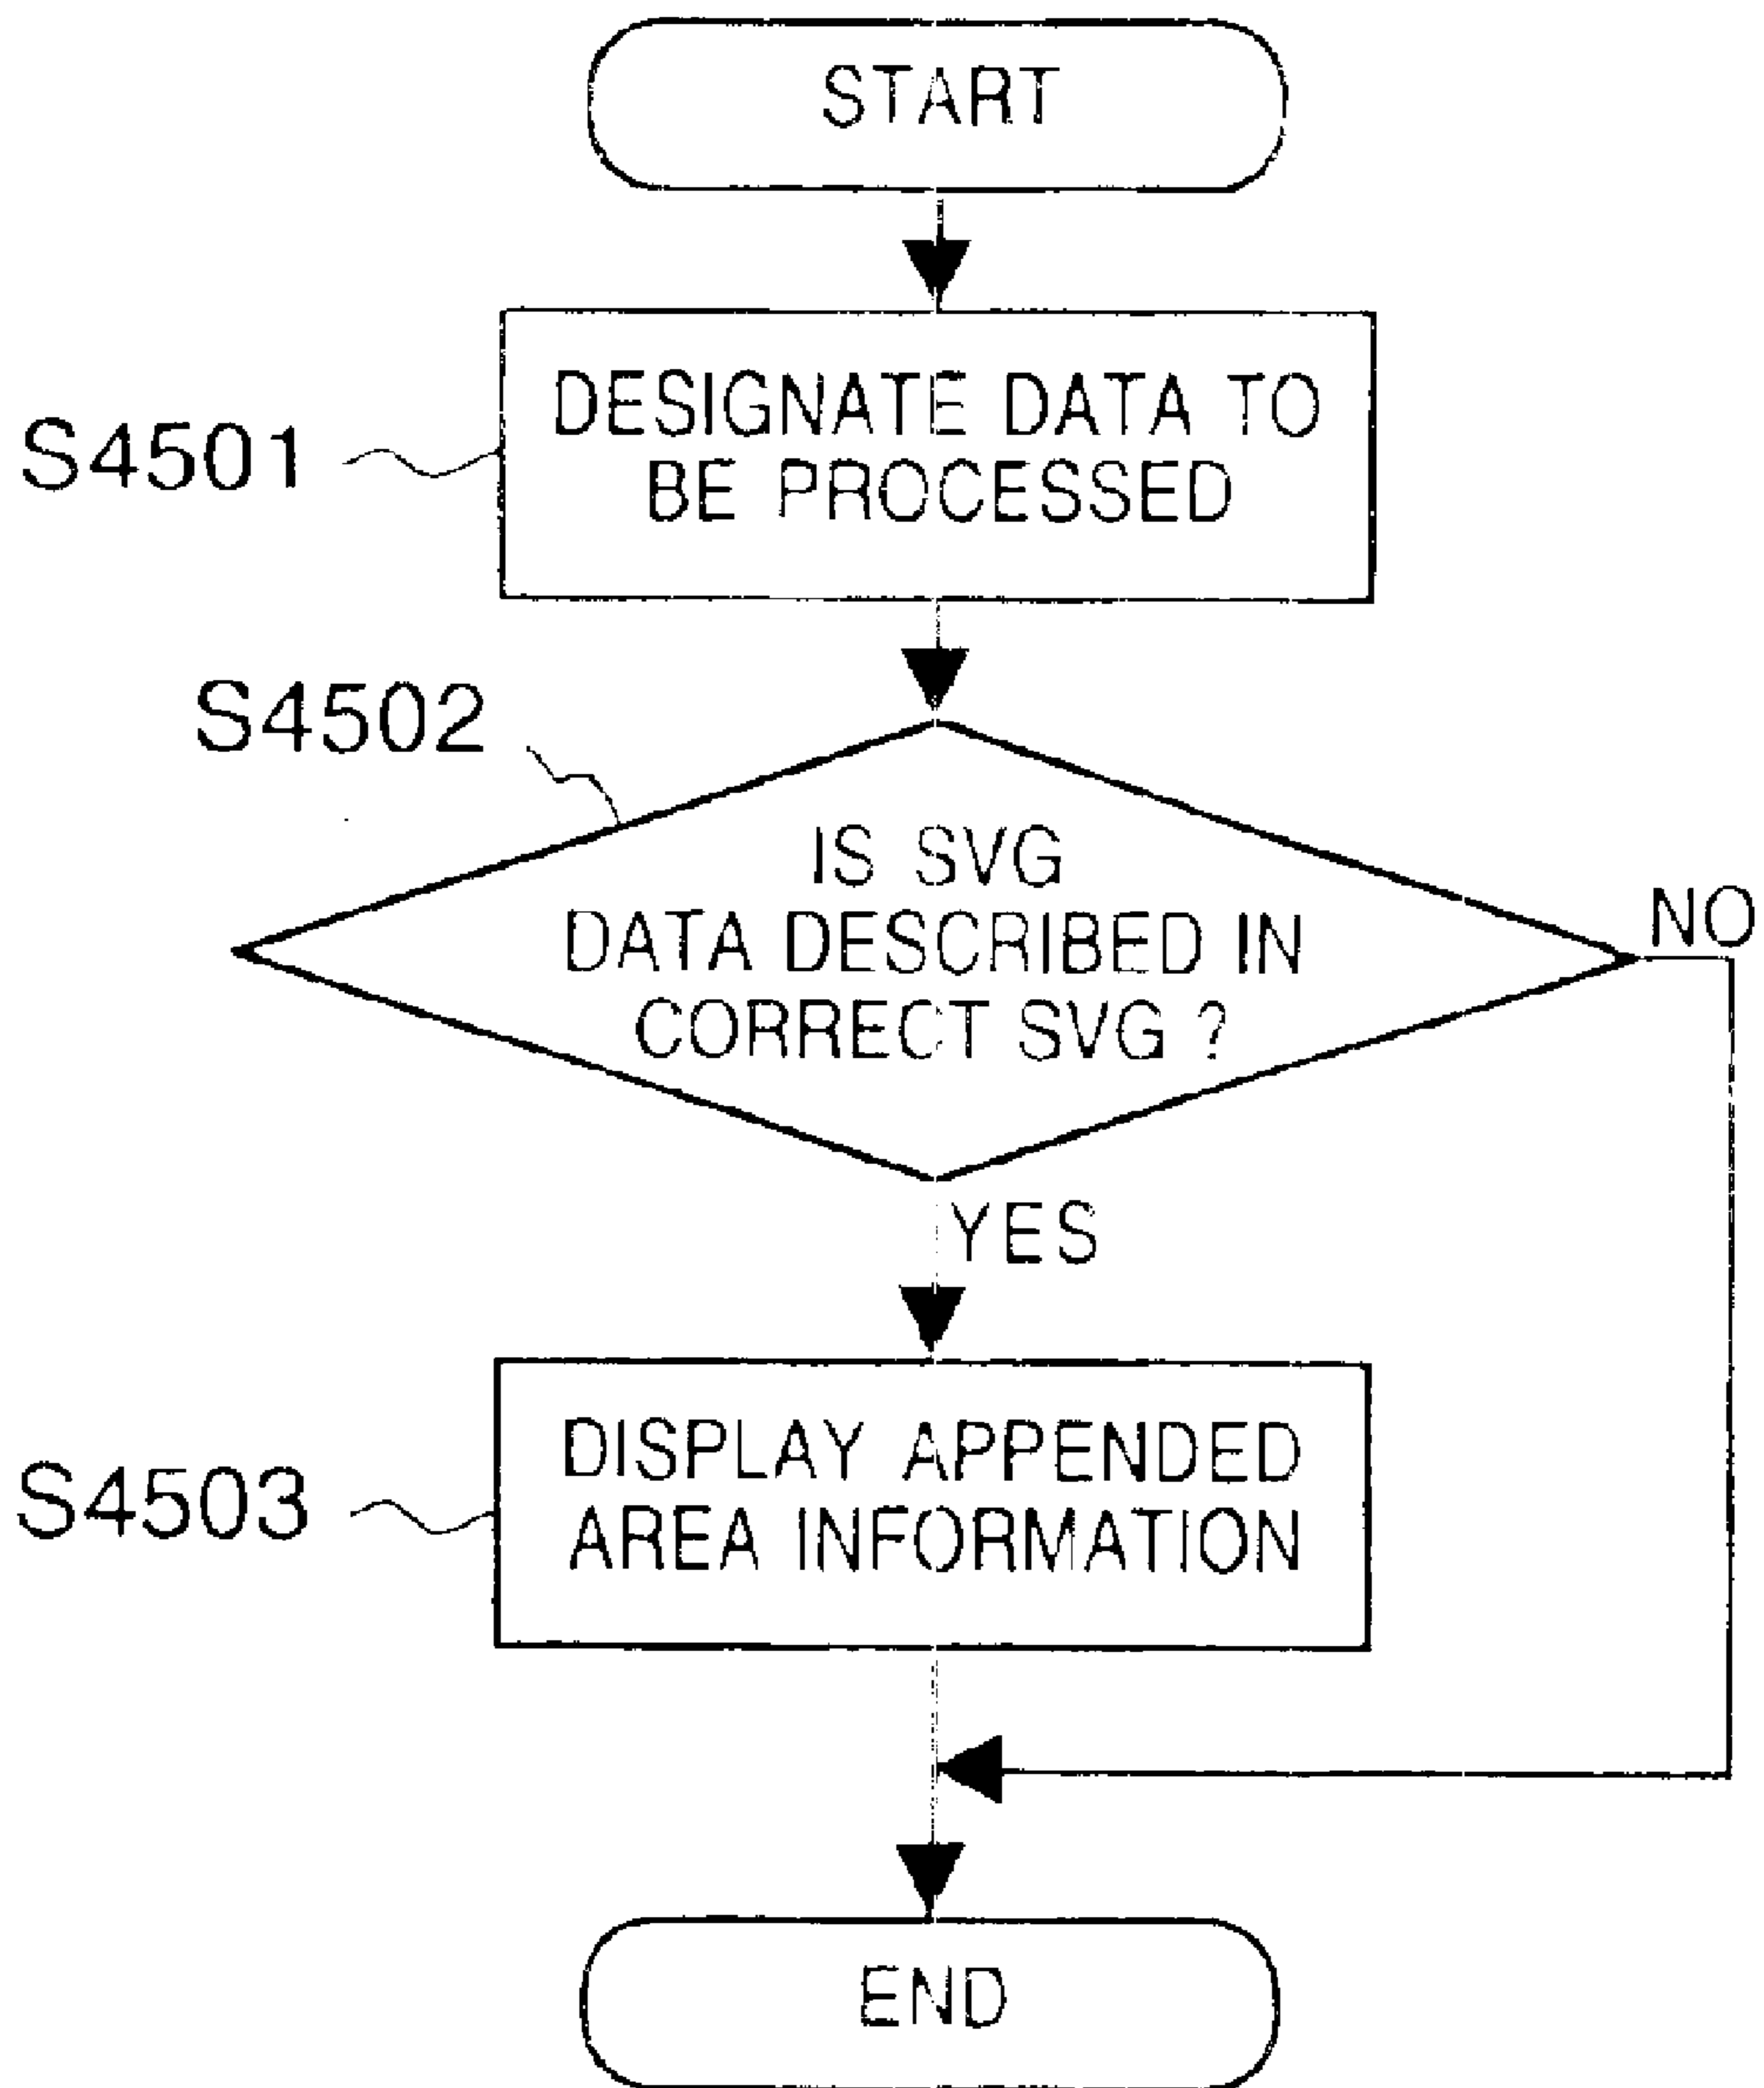 START
S4501
DESIGNATE DATA TO
BE PROCESSED
S4502
IS SVG
DATA DESCRIBED IN
CORRECT SVG ?
NO
YES
S4503
DISPLAY APPENDED
AREA INFORMATION
END